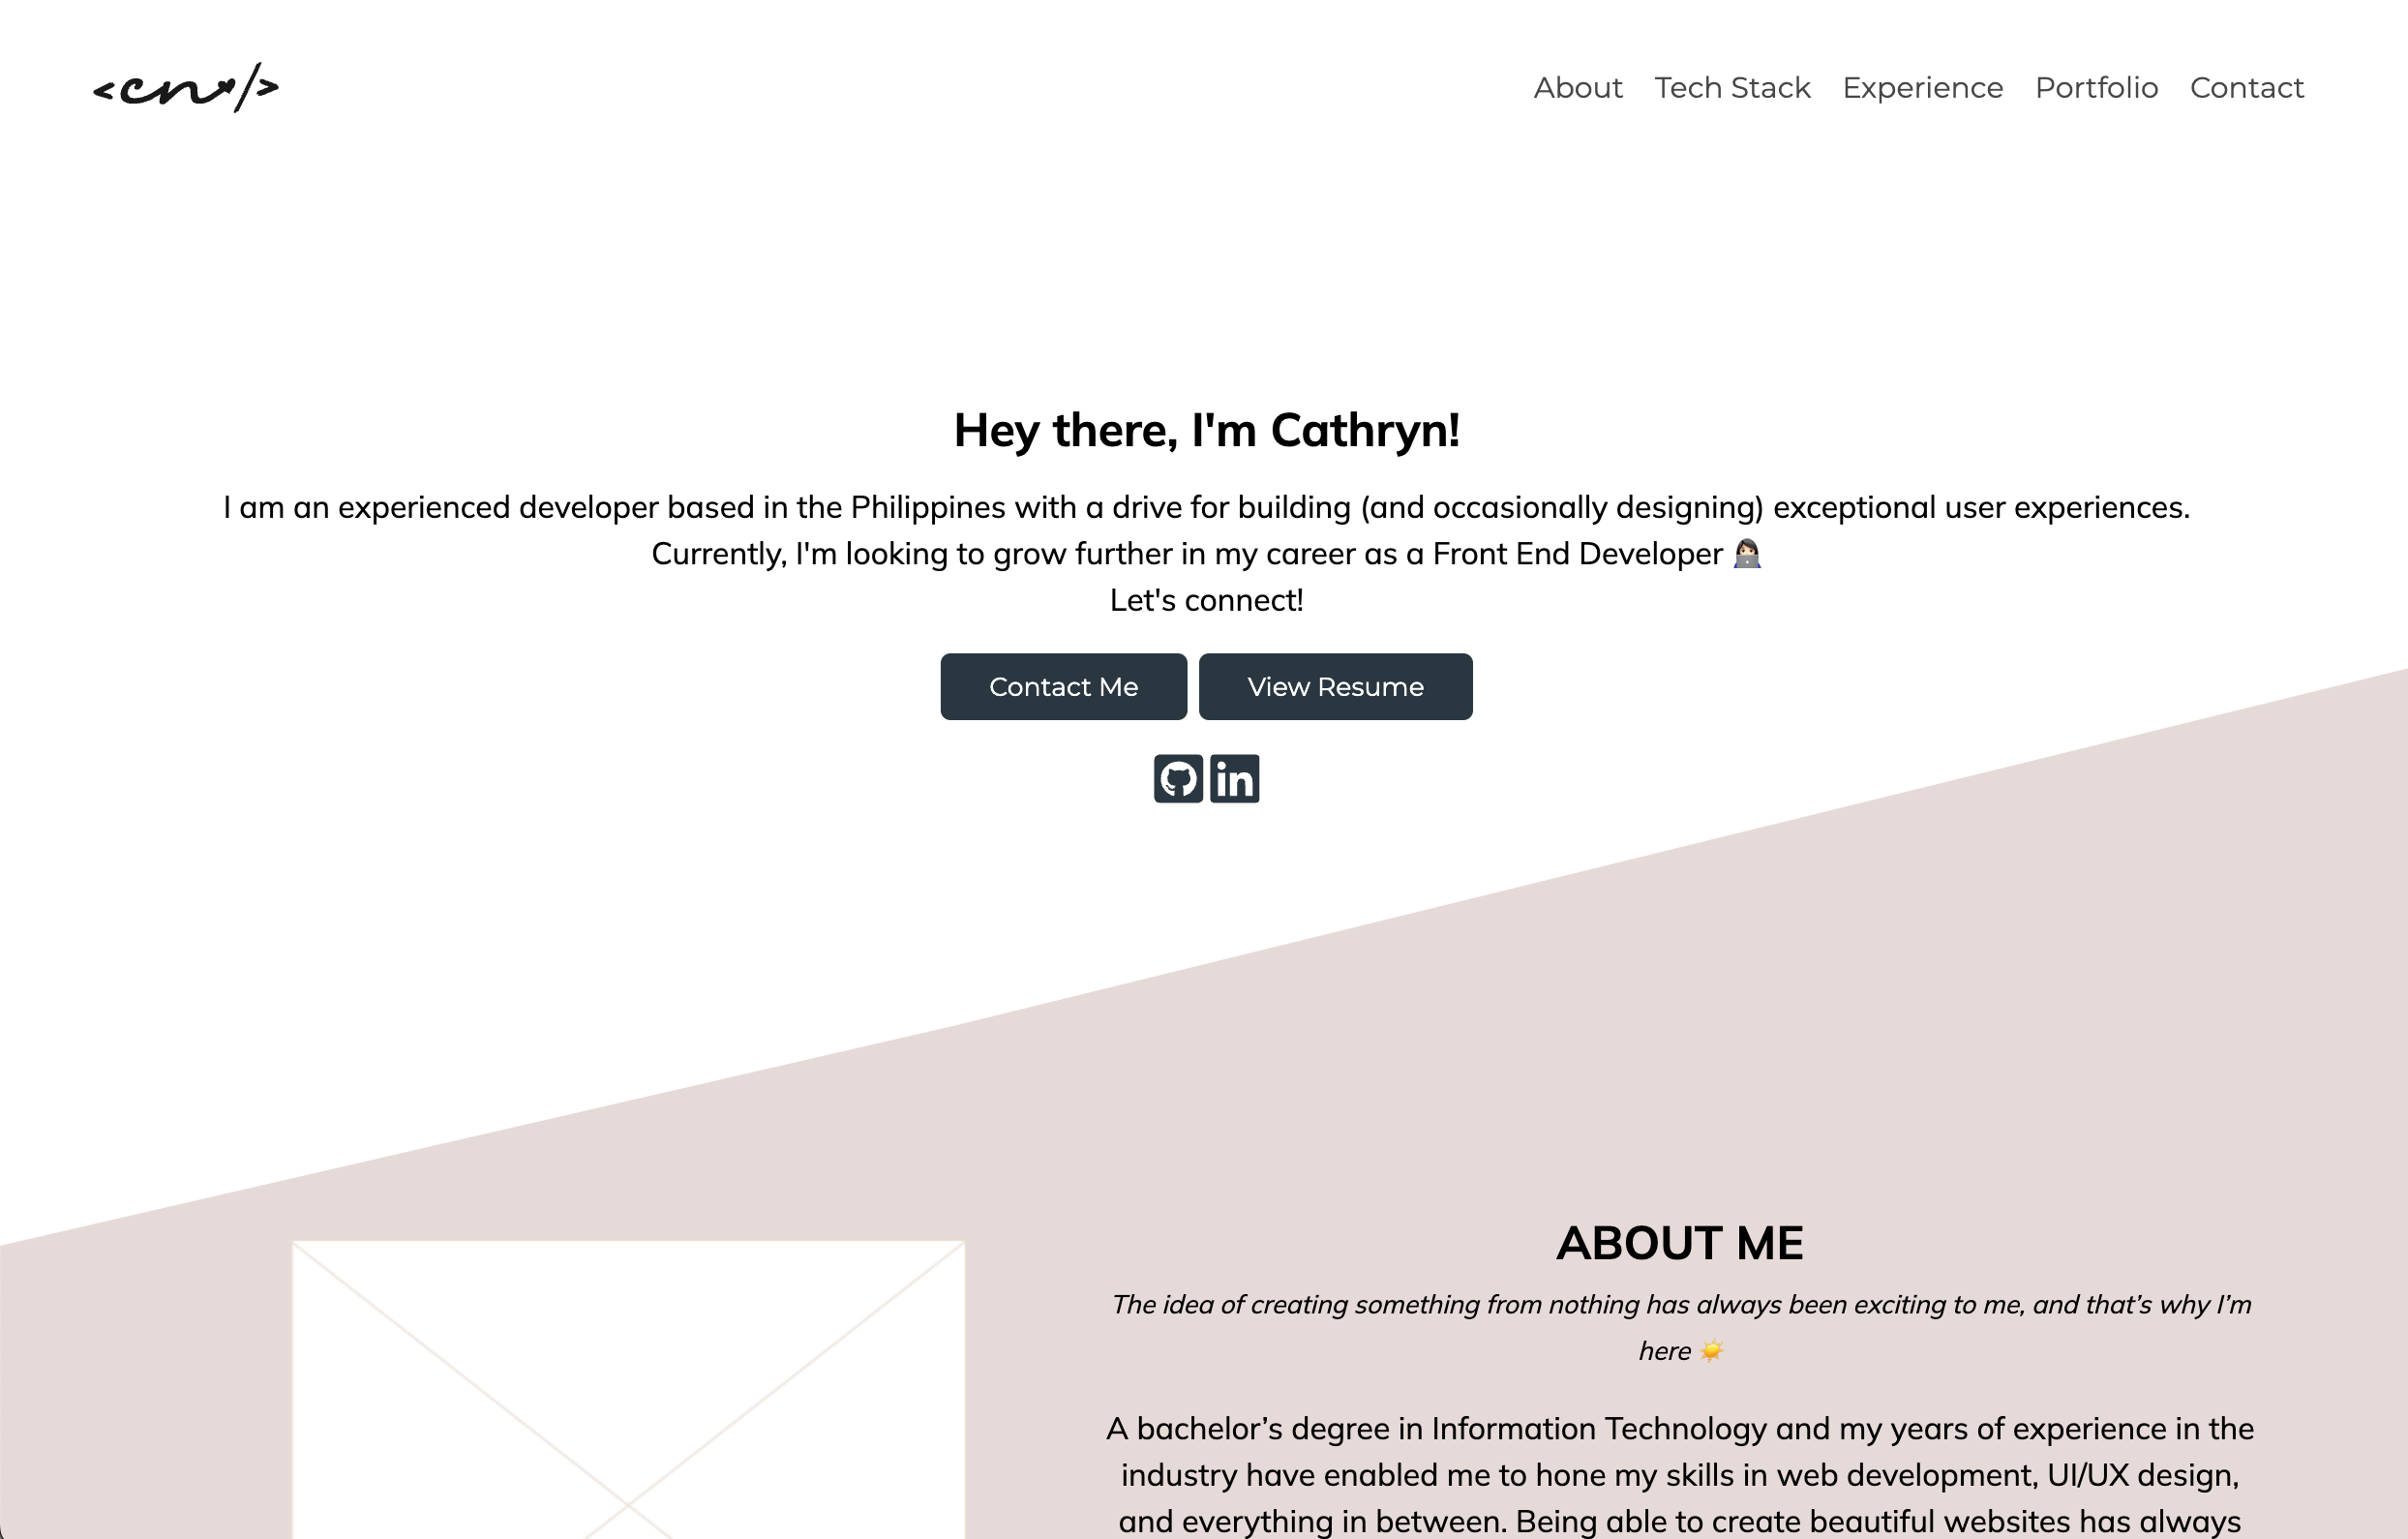 <cn♥/>
About Tech Stack Experience Portfolio Contact
Hey there, I'm Cathryn!
I am an experienced developer based in the Philippines with a drive for building (and occasionally designing) exceptional user experiences.
Currently, I'm looking to grow further in my career as a Front End Developer 👩🏻‍💻
Let's connect!
Contact Me View Resume
in
ABOUT ME
The idea of creating something from nothing has always been exciting to me, and that’s why I’m
here ☀️
A bachelor’s degree in Information Technology and my years of experience in the
industry have enabled me to hone my skills in web development, UI/UX design,
and everything in between. Being able to create beautiful websites has always